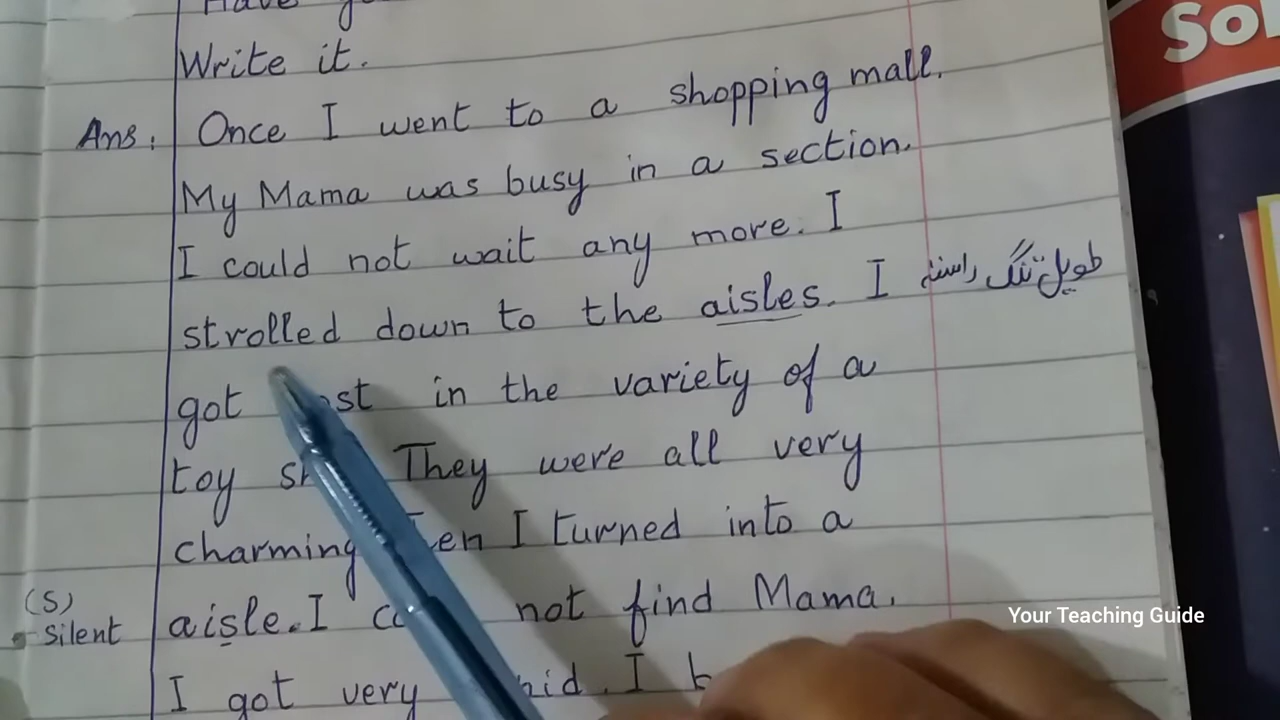 Have
Write it.
Ans: Once I went to a shopping mall.
My Mama was busy in a section.
I could not wait any more. I
strolled down to the aisles. I طویل تنگ راستہ
got in the variety of a
toy They were all very
charming I turned into a
(S) silent
aisle. I not find Mama.
I got very I
Your Teaching Guide
Sol